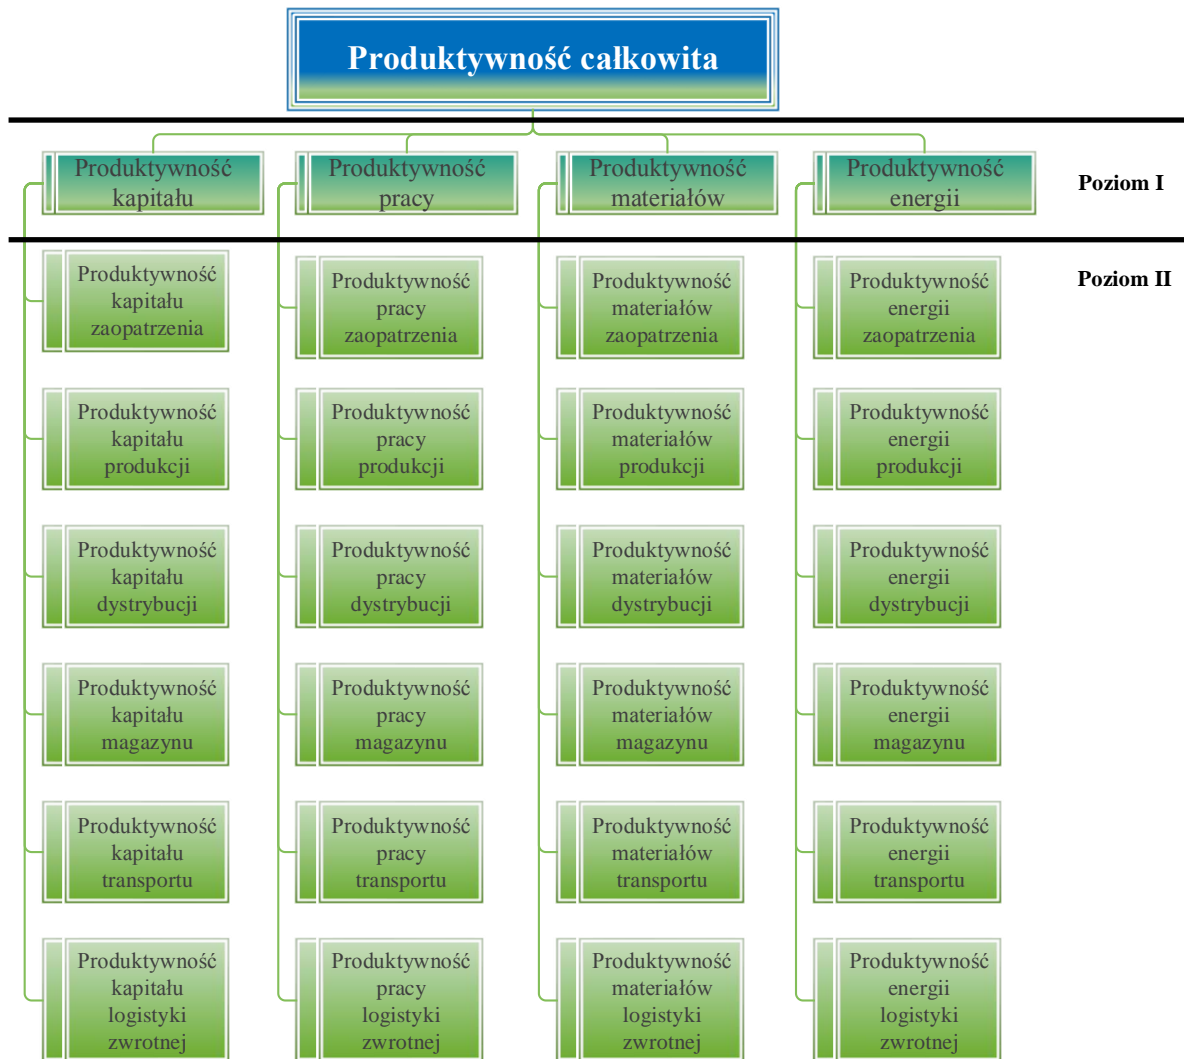 Produktywność całkowita
Produktywność
kapitału
Produktywność
pracy
Produktywność
materiałów
Produktywność
energii
Poziom I
Poziom II
Produktywność
kapitału
zaopatrzenia
Produktywność
pracy
zaopatrzenia
Produktywność
materiałów
zaopatrzenia
Produktywność
energii
zaopatrzenia
Produktywność
kapitału
produkcji
Produktywność
pracy
produkcji
Produktywność
materiałów
produkcji
Produktywność
energii
produkcji
Produktywność
kapitału
dystrybucji
Produktywność
pracy
dystrybucji
Produktywność
materiałów
dystrybucji
Produktywność
energii
dystrybucji
Produktywność
kapitału
magazynu
Produktywność
pracy
magazynu
Produktywność
materiałów
magazynu
Produktywność
energii
magazynu
Produktywność
kapitału
transportu
Produktywność
pracy
transportu
Produktywność
materiałów
transportu
Produktywność
energii
transportu
Produktywność
kapitału
logistyki
zwrotnej
Produktywność
pracy
logistyki
zwrotnej
Produktywność
materiałów
logistyki
zwrotnej
Produktywność
energii
logistyki
zwrotnej